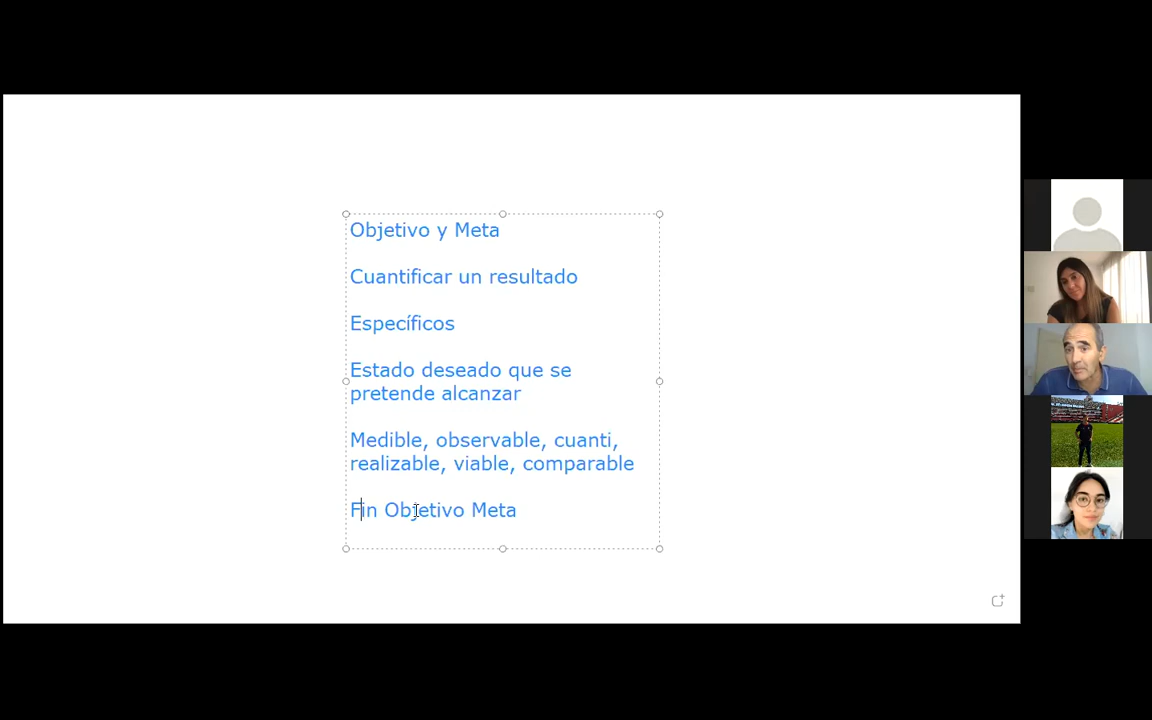 Objetivo y Meta
Cuantificar un resultado
Específicos
Estado deseado que se
pretende alcanzar
Medible, observable, cuanti,
realizable, viable, comparable
Fin Objetivo Meta